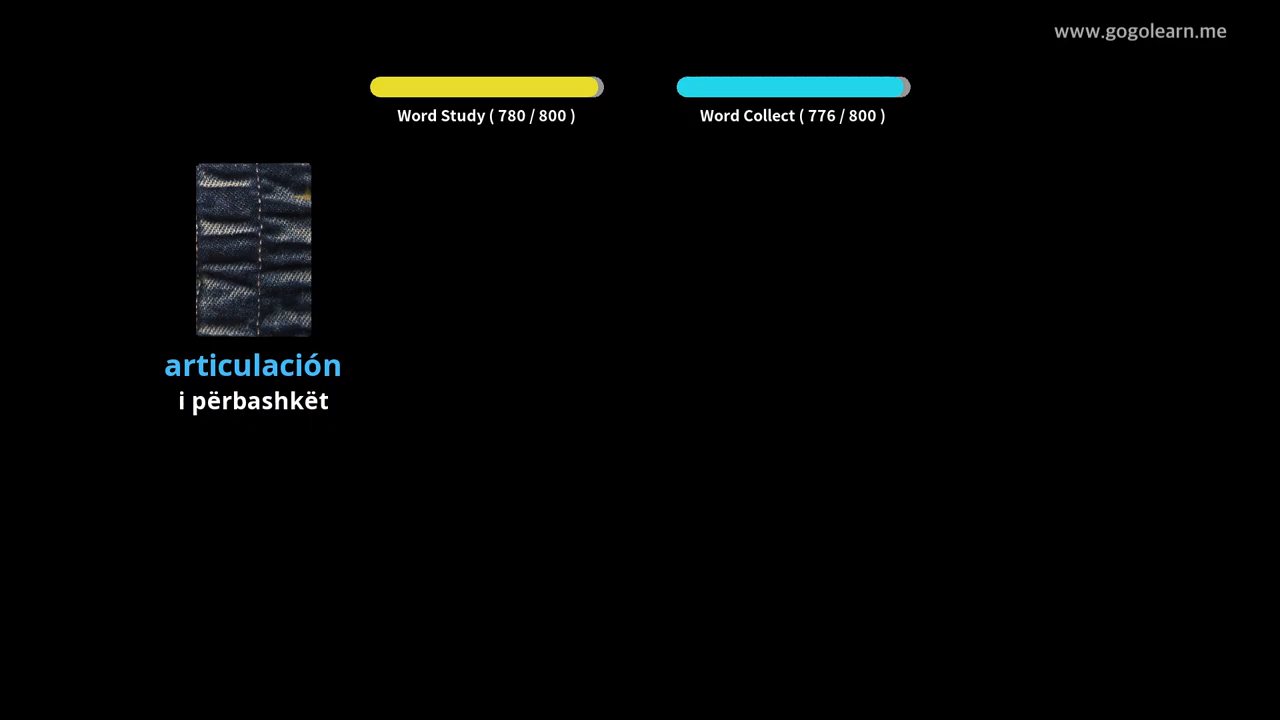 www.gogolearn.me
Word Study ( 780 / 800 )
Word Collect ( 776 / 800 )
articulación
i përbashkët